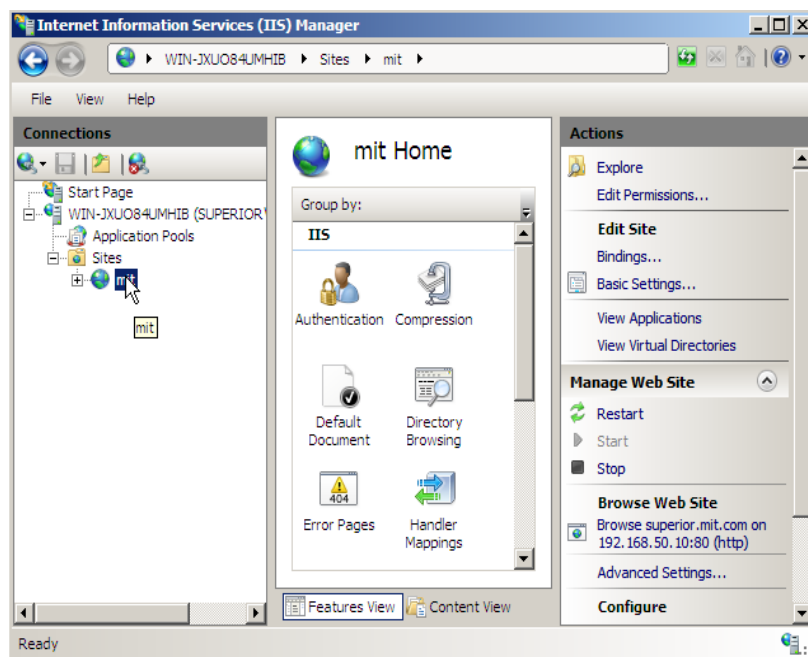 Internet Information Services (IIS) Manager
WIN-JXUO84UMHIB Sites mit
File View Help
Connections
Start Page
WIN-JXUO84UMHIB (SUPERIOR\
Application Pools
Sites
mit
mit
mit Home
Group by:
IIS
Authentication Compression
Default Document
Directory Browsing
404
Error Pages
Handler Mappings
Features View Content View
Actions
Explore
Edit Permissions...
Edit Site
Bindings...
Basic Settings...
View Applications
View Virtual Directories
Manage Web Site
Restart
Start
Stop
Browse Web Site
Browse superior.mit.com on
192.168.50.10:80 (http)
Advanced Settings...
Configure
Ready